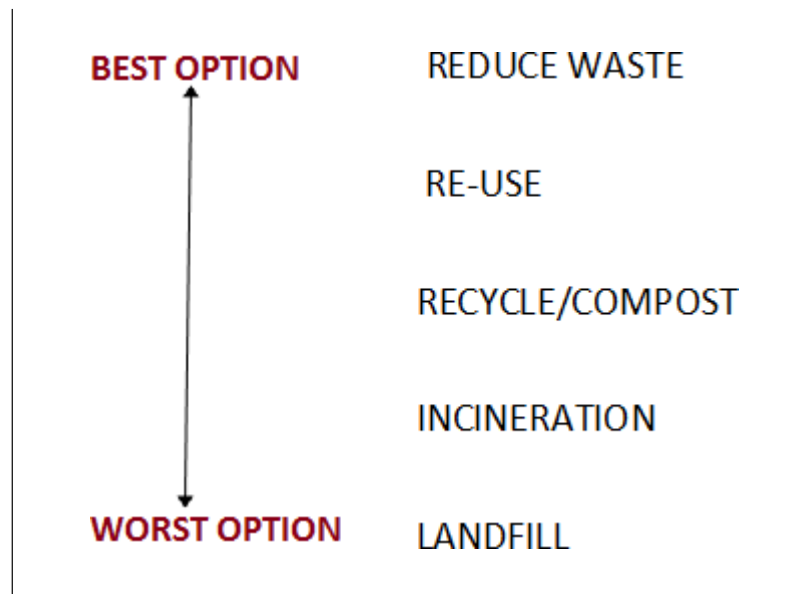 BEST OPTION REDUCE WASTE
RE-USE
RECYCLE/COMPOST
INCINERATION
WORST OPTION LANDFILL